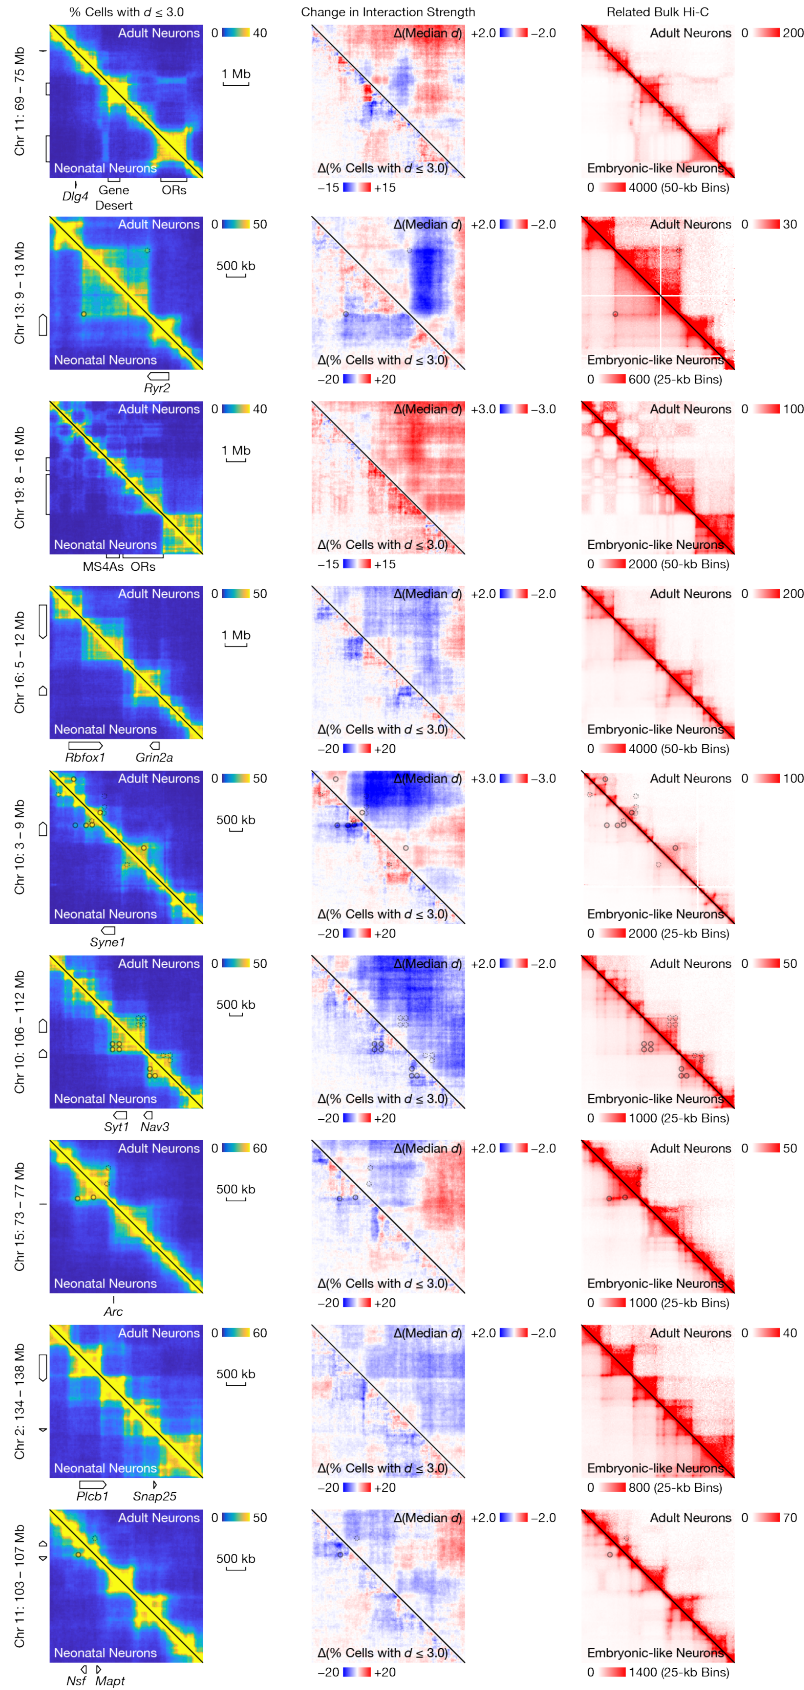 % Cells with d ≤ 3.0
Change in Interaction Strength
Related Bulk Hi-C
Adult Neurons
0 40
1 Mb
Chr 11: 69 – 75 Mb
Neonatal Neurons
Dlg4
Gene
Desert
ORs
Δ(Median d)
+2.0 −2.0
Δ(% Cells with d ≤ 3.0)
−15 +15
Adult Neurons
0 200
Embryonic-like Neurons
0 4000 (50-kb Bins)
Adult Neurons
0 50
500 kb
Chr 13: 9 – 13 Mb
Neonatal Neurons
Ryr2
Δ(Median d)
+2.0 −2.0
Δ(% Cells with d ≤ 3.0)
−20 +20
Adult Neurons
0 30
Embryonic-like Neurons
0 600 (25-kb Bins)
Adult Neurons
0 40
1 Mb
Chr 19: 8 – 16 Mb
Neonatal Neurons
MS4As ORs
Δ(Median d)
+3.0 −3.0
Δ(% Cells with d ≤ 3.0)
−15 +15
Adult Neurons
0 100
Embryonic-like Neurons
0 2000 (50-kb Bins)
Adult Neurons
0 50
1 Mb
Chr 16: 5 – 12 Mb
Neonatal Neurons
Rbfox1 Grin2a
Δ(Median d)
+2.0 −2.0
Δ(% Cells with d ≤ 3.0)
−20 +20
Adult Neurons
0 200
Embryonic-like Neurons
0 4000 (50-kb Bins)
Adult Neurons
0 50
500 kb
Chr 10: 3 – 9 Mb
Neonatal Neurons
Syne1
Δ(Median d)
+3.0 −3.0
Δ(% Cells with d ≤ 3.0)
−20 +20
Adult Neurons
0 100
Embryonic-like Neurons
0 2000 (25-kb Bins)
Adult Neurons
0 50
500 kb
Chr 10: 106 – 112 Mb
Neonatal Neurons
Syt1 Nav3
Δ(Median d)
+2.0 −2.0
Δ(% Cells with d ≤ 3.0)
−20 +20
Adult Neurons
0 50
Embryonic-like Neurons
0 1000 (25-kb Bins)
Adult Neurons
0 60
500 kb
Chr 15: 73 – 77 Mb
Neonatal Neurons
Arc
Δ(Median d)
+2.0 −2.0
Δ(% Cells with d ≤ 3.0)
−20 +20
Adult Neurons
0 50
Embryonic-like Neurons
0 1000 (25-kb Bins)
Adult Neurons
0 60
500 kb
Chr 2: 134 – 138 Mb
Neonatal Neurons
Plcb1 Snap25
Δ(Median d)
+2.0 −2.0
Δ(% Cells with d ≤ 3.0)
−20 +20
Adult Neurons
0 40
Embryonic-like Neurons
0 800 (25-kb Bins)
Adult Neurons
0 50
500 kb
Chr 11: 103 – 107 Mb
Neonatal Neurons
Nsf Mapt
Δ(Median d)
+2.0 −2.0
Δ(% Cells with d ≤ 3.0)
−20 +20
Adult Neurons
0 70
Embryonic-like Neurons
0 1400 (25-kb Bins)